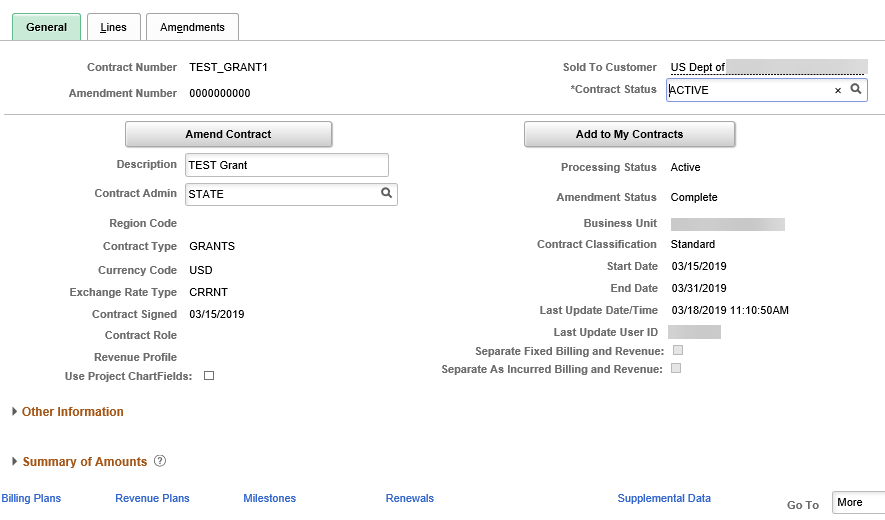 General Lines Amendments
Contract Number TEST_GRANT1 Sold To Customer US Dept of
Amendment Number 0000000000 *Contract Status ACTIVE ×
Amend Contract Add to My Contracts
Description TEST Grant Processing Status Active
Contract Admin STATE Amendment Status Complete
Region Code Business Unit
Contract Type GRANTS Contract Classification Standard
Currency Code USD Start Date 03/15/2019
Exchange Rate Type CRRNT End Date 03/31/2019
Contract Signed 03/15/2019 Last Update Date/Time 03/18/2019 11:10:50AM
Contract Role Last Update User ID
Revenue Profile Separate Fixed Billing and Revenue:
Use Project ChartFields: Separate As Incurred Billing and Revenue:
Other Information
Summary of Amounts ?
Billing Plans Revenue Plans Milestones Renewals Supplemental Data Go To More